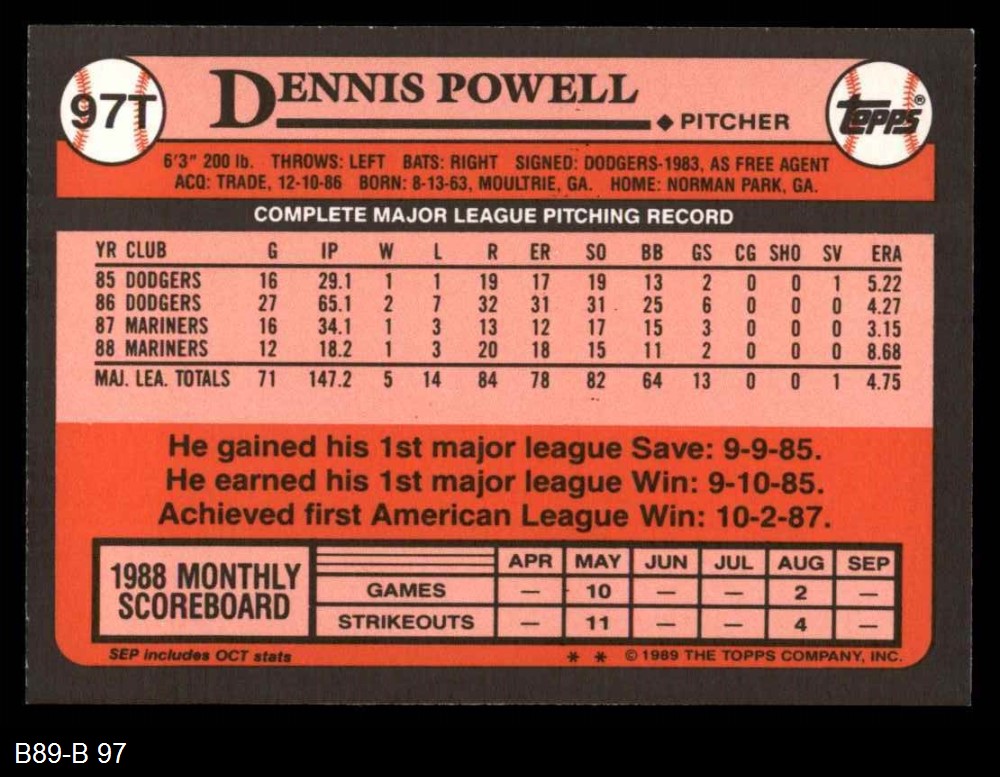 97T
DENNIS POWELL
PITCHER
Topps®
6'3" 200 lb. THROWS: LEFT BATS: RIGHT SIGNED: DODGERS-1983, AS FREE AGENT
ACQ: TRADE, 12-10-86 BORN: 8-13-63, MOULTRIE, GA. HOME: NORMAN PARK, GA.
COMPLETE MAJOR LEAGUE PITCHING RECORD
YR CLUB G IP W L R ER SO BB GS CG SHO SV ERA
85 DODGERS 16 29.1 1 1 19 17 19 13 2 0 0 1 5.22
86 DODGERS 27 65.1 2 7 32 31 31 25 6 0 0 0 4.27
87 MARINERS 16 34.1 1 3 13 12 17 15 3 0 0 0 3.15
88 MARINERS 12 18.2 1 3 20 18 15 11 2 0 0 0 8.68
MAJ. LEA. TOTALS 71 147.2 5 14 84 78 82 64 13 0 0 1 4.75
He gained his 1st major league Save: 9-9-85.
He earned his 1st major league Win: 9-10-85.
Achieved first American League Win: 10-2-87.
1988 MONTHLY
SCOREBOARD
APR MAY JUN JUL AUG SEP
GAMES — 10 — — 2 —
STRIKEOUTS — 11 — — 4 —
SEP includes OCT stats
* * © 1989 THE TOPPS COMPANY, INC.
B89-B 97